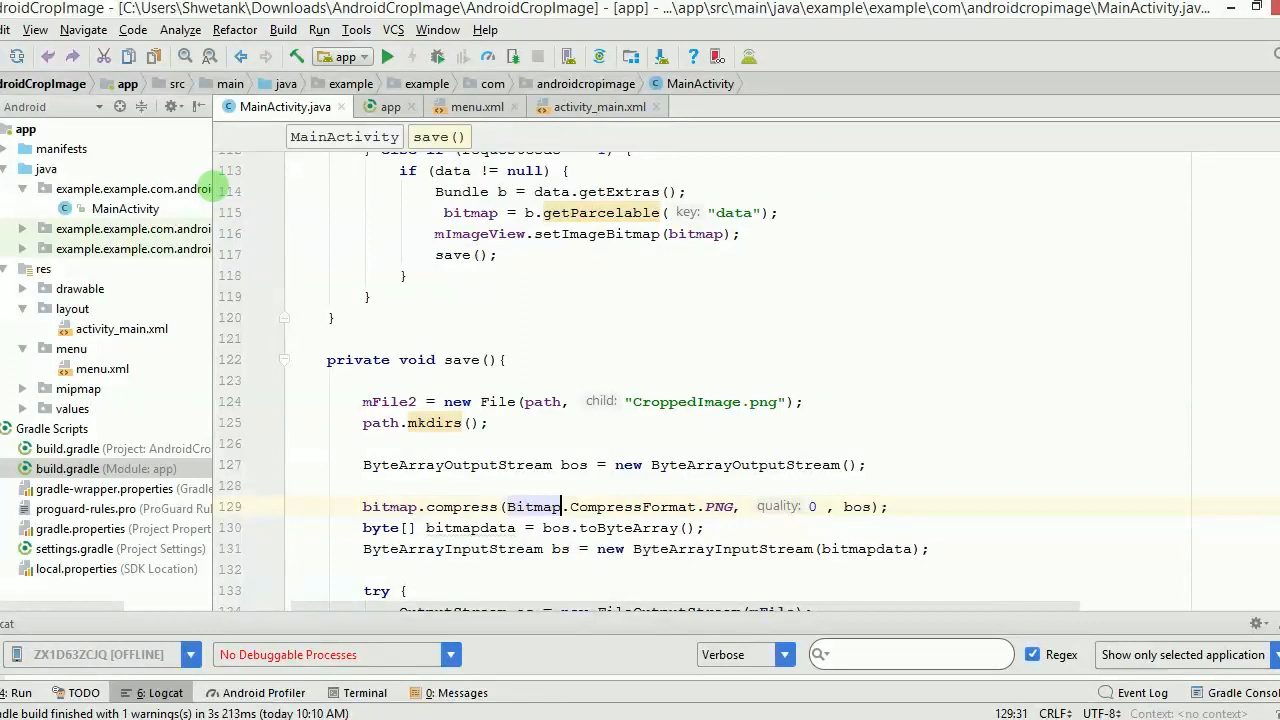 ndroidCropImage - [C:\Users\Shwetank\Downloads\AndroidCropImage\AndroidCropImage] - [app] - ...\app\src\main\java\example\example\com\androidcropimage\MainActivity.jav...
dit View Navigate Code Analyze Refactor Build Run Tools VCS Window Help
app
ndroidCropImage app src main java example example com androidcropimage MainActivity
Android MainActivity.java app menu.xml activity_main.xml
MainActivity save()
app
manifests
java
example.example.com.androi
MainActivity
example.example.com.androi
example.example.com.androi
res
drawable
layout
activity_main.xml
menu
menu.xml
mipmap
values
Gradle Scripts
build.gradle (Project: AndroidCro
build.gradle (Module: app)
gradle-wrapper.properties
proguard-rules.pro (ProGuard Rul
gradle.properties (Project Propert
settings.gradle (Project Settings)
local.properties (SDK Location)
113 if (data != null) {
114 Bundle b = data.getExtras();
115 bitmap = b.getParcelable( key: "data");
116 mImageView.setImageBitmap(bitmap);
117 save();
118 }
119 }
120 }
121
122 private void save(){
123
124 mFile2 = new File(path, child: "CroppedImage.png");
125 path.mkdirs();
126
127 ByteArrayOutputStream bos = new ByteArrayOutputStream();
128
129 bitmap.compress(Bitmap.CompressFormat.PNG, quality: 0 , bos);
130 byte[] bitmapdata = bos.toByteArray();
131 ByteArrayInputStream bs = new ByteArrayInputStream(bitmapdata);
132
133 try {
cat
ZX1D63ZCJQ [OFFLINE] No Debuggable Processes Verbose Regex Show only selected application
4: Run TODO 6: Logcat Android Profiler Terminal 0: Messages Event Log Gradle Consol
dle build finished with 1 warning(s) in 3s 213ms (today 10:10 AM) 129:31 CRLF UTF-8 Context: <no context>